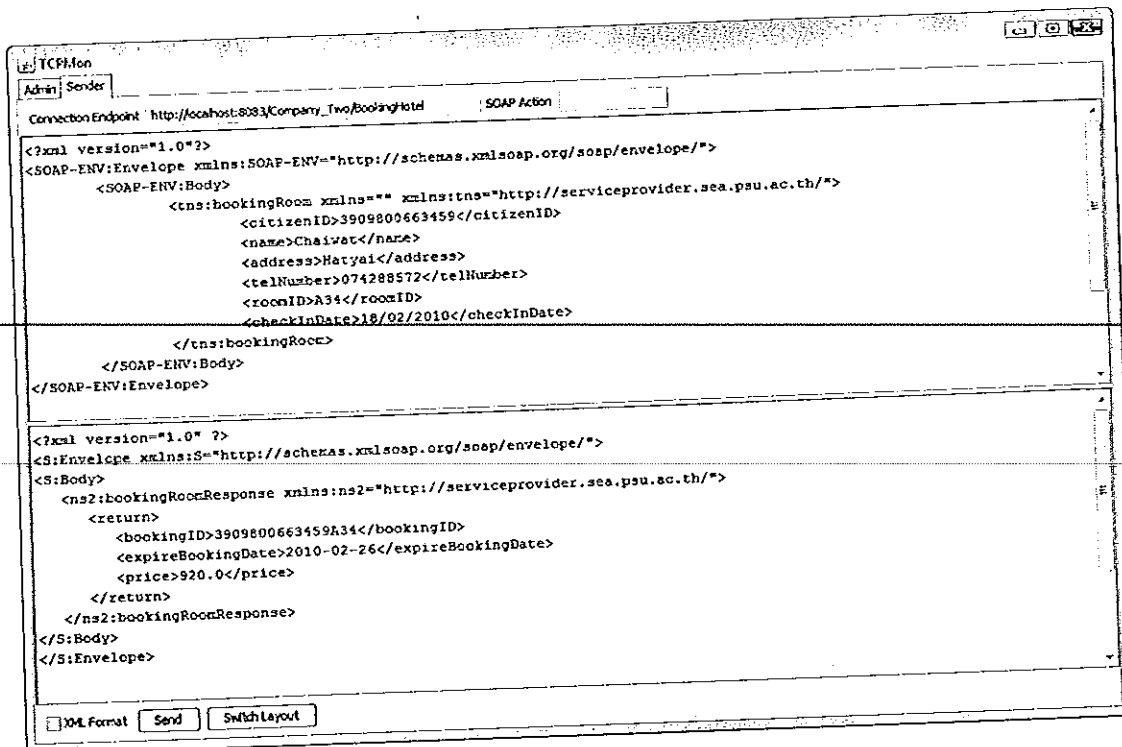 TCPMon
Admin Sender
Connection Endpoint http://localhost:8083/Company_Two/BookingHotel SOAP Action
<?xml version="1.0"?>
<SOAP-ENV:Envelope xmlns:SOAP-ENV="http://schemas.xmlsoap.org/soap/envelope/">
<SOAP-ENV:Body>
<tns:bookingRoom xmlns="" xmlns:tns="http://serviceprovider.sea.psu.ac.th/">
<citizenID>3909800663459</citizenID>
<name>Chaiwat</name>
<address>Hatyai</address>
<telNumber>074288572</telNumber>
<roomID>A34</roomID>
<checkInDate>18/02/2010</checkInDate>
</tns:bookingRoom>
</SOAP-ENV:Body>
</SOAP-ENV:Envelope>
<?xml version="1.0" ?>
<S:Envelope xmlns:S="http://schemas.xmlsoap.org/soap/envelope/">
<S:Body>
<ns2:bookingRoomResponse xmlns:ns2="http://serviceprovider.sea.psu.ac.th/">
<return>
<bookingID>3909800663459A34</bookingID>
<expireBookingDate>2010-02-26</expireBookingDate>
<price>920.0</price>
</return>
</ns2:bookingRoomResponse>
</S:Body>
</S:Envelope>
XML Format Send Switch Layout